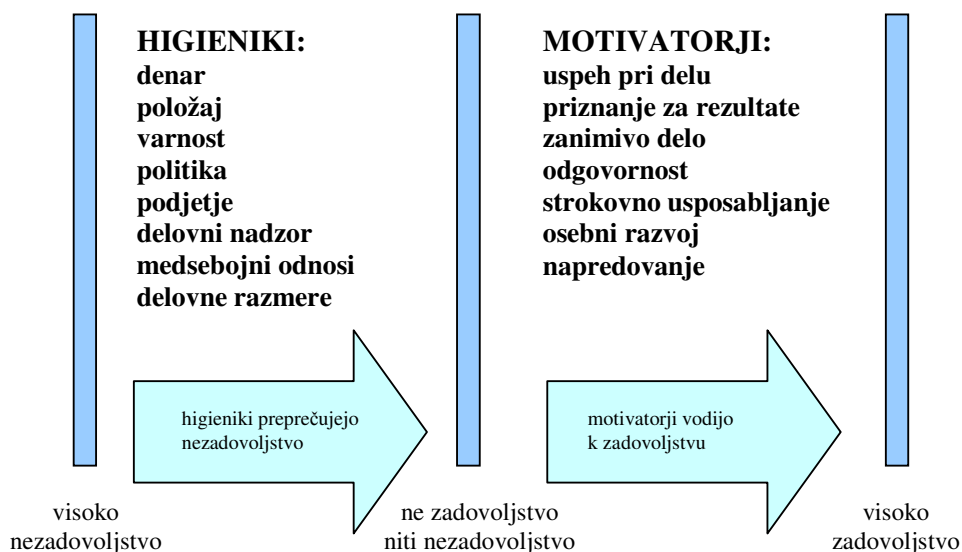 HIGIENIKI:
denar
položaj
varnost
politika
podjetje
delovni nadzor
medsebojni odnosi
delovne razmere
MOTIVATORJI:
uspeh pri delu
priznanje za rezultate
zanimivo delo
odgovornost
strokovno usposabljanje
osebni razvoj
napredovanje
higieniki preprečujejo
nezadovoljstvo
motivatorji vodijo
k zadovoljstvu
visoko
nezadovoljstvo
ne zadovoljstvo
niti nezadovoljstvo
visoko
zadovoljstvo